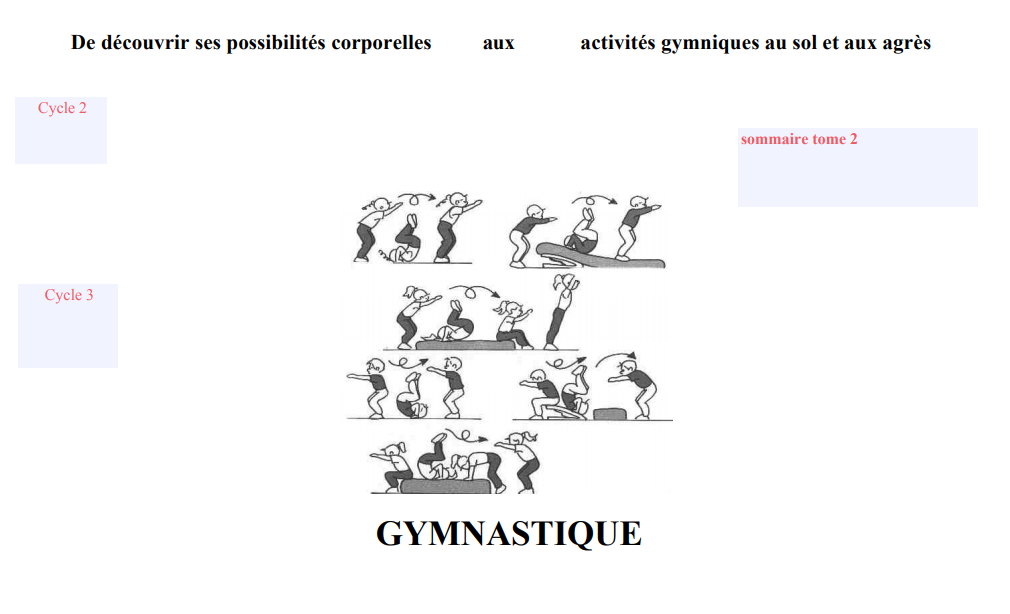 De découvrir ses possibilités corporelles aux activités gymniques au sol et aux agrès
Cycle 2
sommaire tome 2
Cycle 3
GYMNASTIQUE